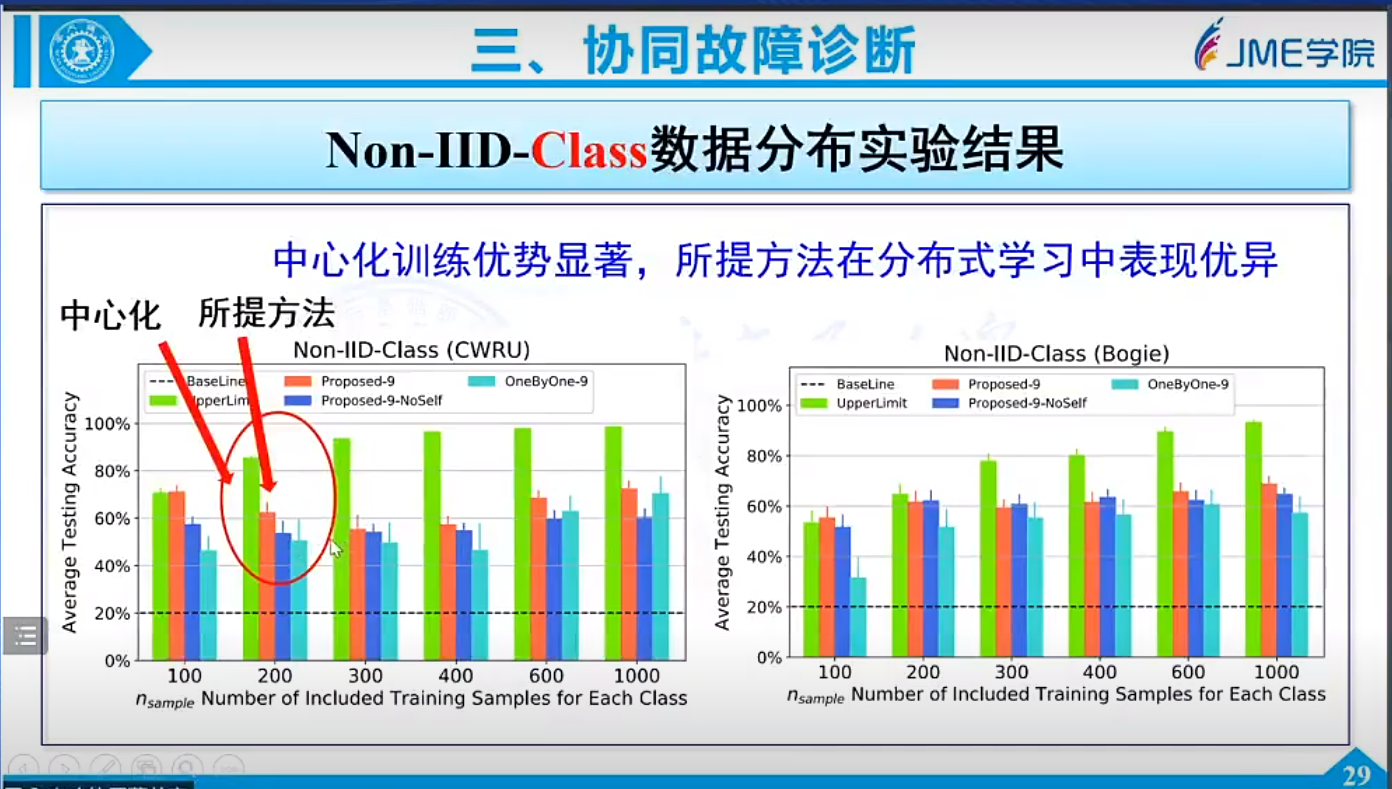 三、协同故障诊断
JME学院
Non-IID-Class数据分布实验结果
中心化训练优势显著，所提方法在分布式学习中表现优异
中心化 所提方法
Non-IID-Class (CWRU)
BaseLine Proposed-9 OneByOne-9
UpperLimit Proposed-9-NoSelf
Average Testing Accuracy
100%
80%
60%
40%
20%
0%
100 200 300 400 600 1000
nsample Number of Included Training Samples for Each Class
Non-IID-Class (Bogie)
BaseLine Proposed-9 OneByOne-9
UpperLimit Proposed-9-NoSelf
Average Testing Accuracy
100%
80%
60%
40%
20%
0%
100 200 300 400 600 1000
nsample Number of Included Training Samples for Each Class
29